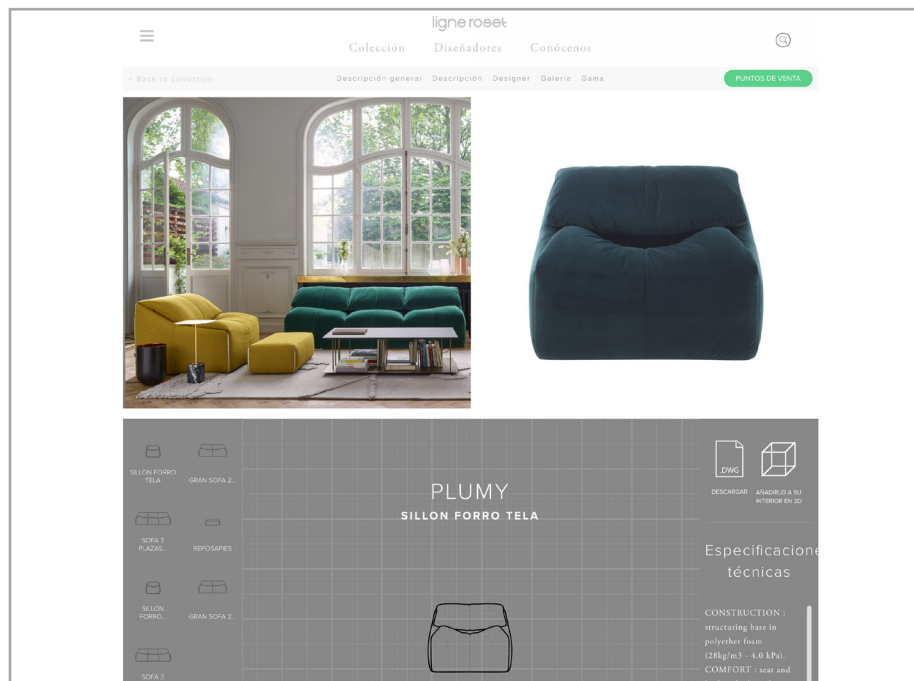 ligne roset
Colección Diseñadores Conócenos
< Back to collection
Descripción general Descripción Designer Galería Gama
PUNTOS DE VENTA
SILLON FORRO
TELA
GRAN SOFA 2...
SOFA 3
PLAZAS...
REPOSAPIES
SILLON
FORRO...
GRAN SOFA 2...
SOFA 3
PLUMY
SILLON FORRO TELA
.DWG
DESCARGAR
AÑADIRLO A SU
INTERIOR EN 3D
Especificacione
técnicas
CONSTRUCTION :
structuring base in
polyether foam
(28kg/m3 - 4.0 kPa).
COMFORT : seat and